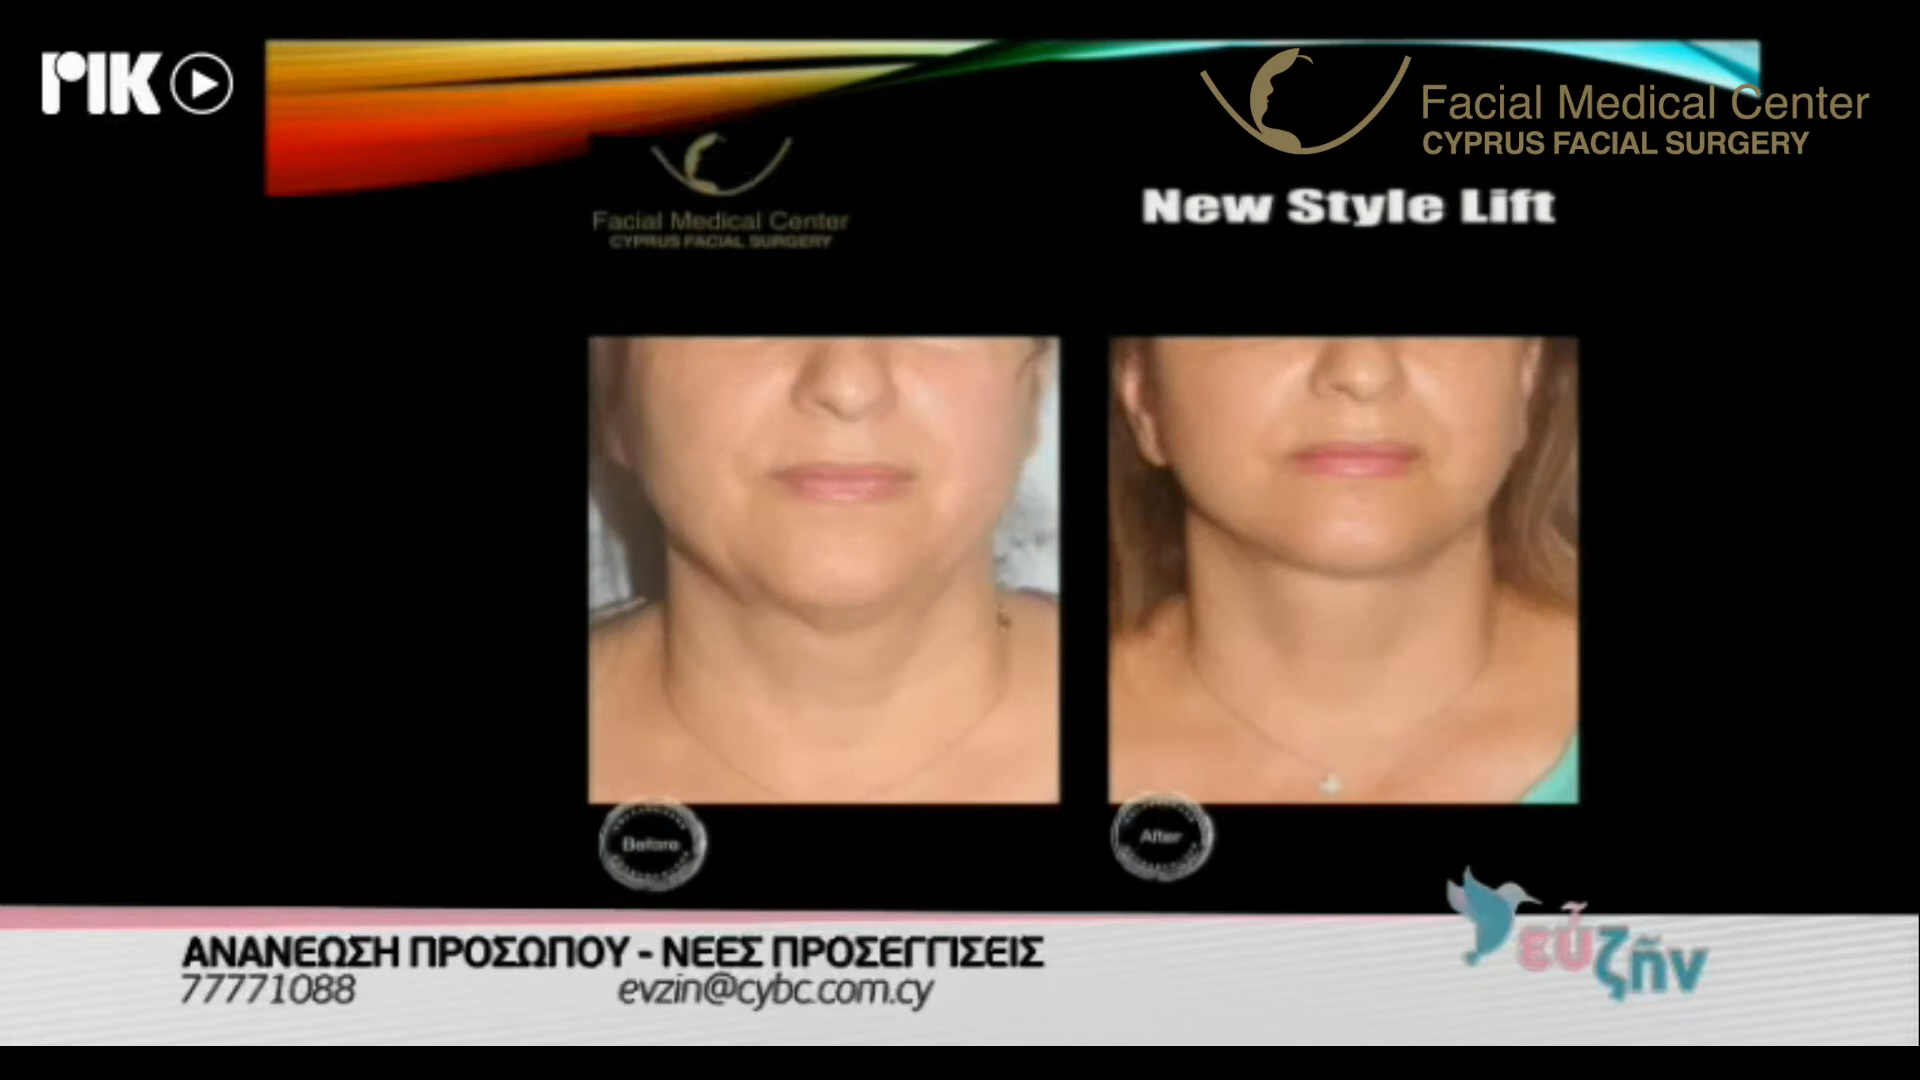 ΡΙΚ
Facial Medical Center
CYPRUS FACIAL SURGERY
Facial Medical Center
CYPRUS FACIAL SURGERY
New Style Lift
Before
After
ΑΝΑΝΕΩΣΗ ΠΡΟΣΩΠΟΥ - ΝΕΕΣ ΠΡΟΣΕΓΓΙΣΕΙΣ
77771088
evzin@cybc.com.cy
εὖ
ζῆν